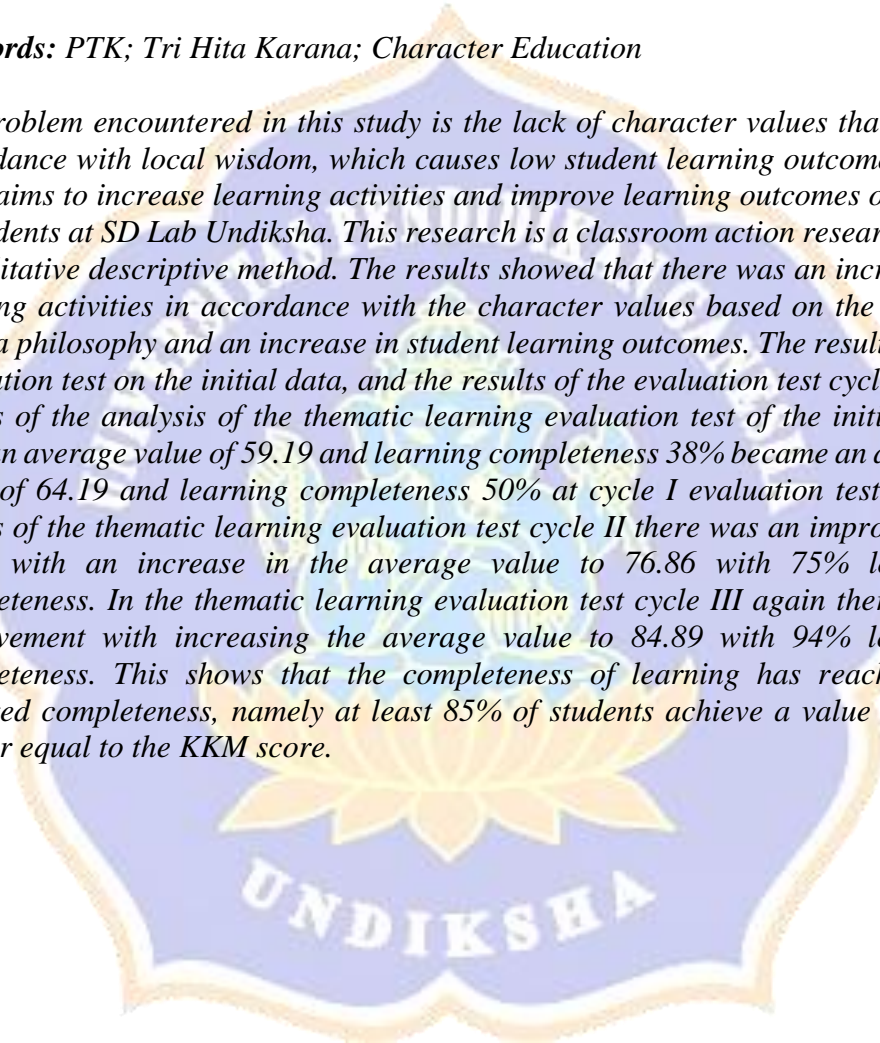 ords: PTK; Tri Hita Karana; Character Education
roblem encountered in this study is the lack of character values tha
dance with local wisdom, which causes low student learning outcome
aims to increase learning activities and improve learning outcomes o
dents at SD Lab Undiksha. This research is a classroom action resear
litative descriptive method. The results showed that there was an incr
ng activities in accordance with the character values based on the
a philosophy and an increase in student learning outcomes. The resul
tion test on the initial data, and the results of the evaluation test cycl
s of the analysis of the thematic learning evaluation test of the initi
n average value of 59.19 and learning completeness 38% became an a
of 64.19 and learning completeness 50% at cycle I evaluation test
s of the thematic learning evaluation test cycle II there was an impro
with an increase in the average value to 76.86 with 75% le
eteness. In the thematic learning evaluation test cycle III again ther
vement with increasing the average value to 84.89 with 94% le
eteness. This shows that the completeness of learning has reach
ed completeness, namely at least 85% of students achieve a value
r equal to the KKM score.
UNIVERSITAS PENDIDIKAN GANESHA
UNDIKSHA